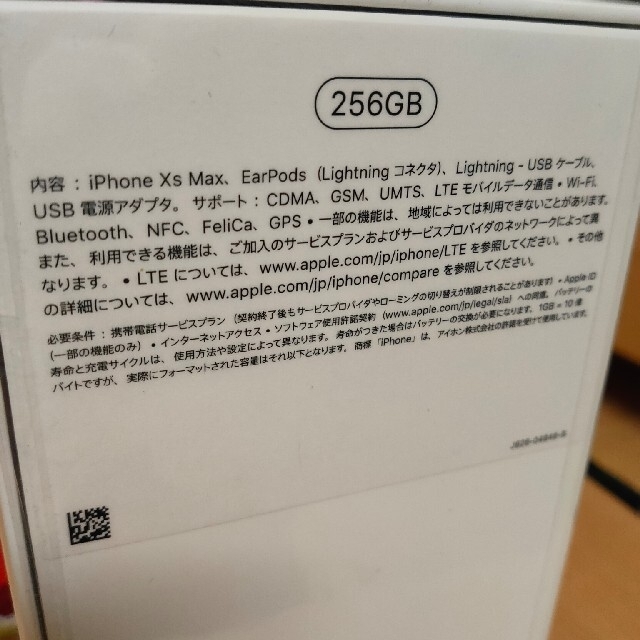 256GB
内容：iPhone Xs Max、EarPods（Lightning コネクタ）、Lightning - USB ケーブル、
USB 電源アダプタ。 サポート：CDMA、GSM、UMTS、LTE モバイルデータ通信 • Wi-Fi、
Bluetooth、NFC、FeliCa、GPS • 一部の機能は、地域によっては利用できないことがあります。
また、利用できる機能は、ご加入のサービスプランおよびサービスプロバイダのネットワークによって異
なります。 • LTE については、www.apple.com/jp/iphone/LTE を参照してください。 • その他
の詳細については、www.apple.com/jp/iphone/compare を参照してください。
必要条件：携帯電話サービスプラン（契約終了後もサービスプロバイダやローミングの切り替えが制限されることがあります）• Apple ID
（一部の機能のみ）• インターネットアクセス • ソフトウェア使用許諾契約（www.apple.com/jp/legal/sla）への同意。バッテリーの
寿命と充電サイクルは、使用方法や設定によって異なります。寿命がつきた場合はバッテリーの交換が必要になります。1GB = 10 億
バイトですが、実際にフォーマットされた容量はそれ以下となります。商標「iPhone」は、アイホン株式会社の許諾を受けて使用しています。